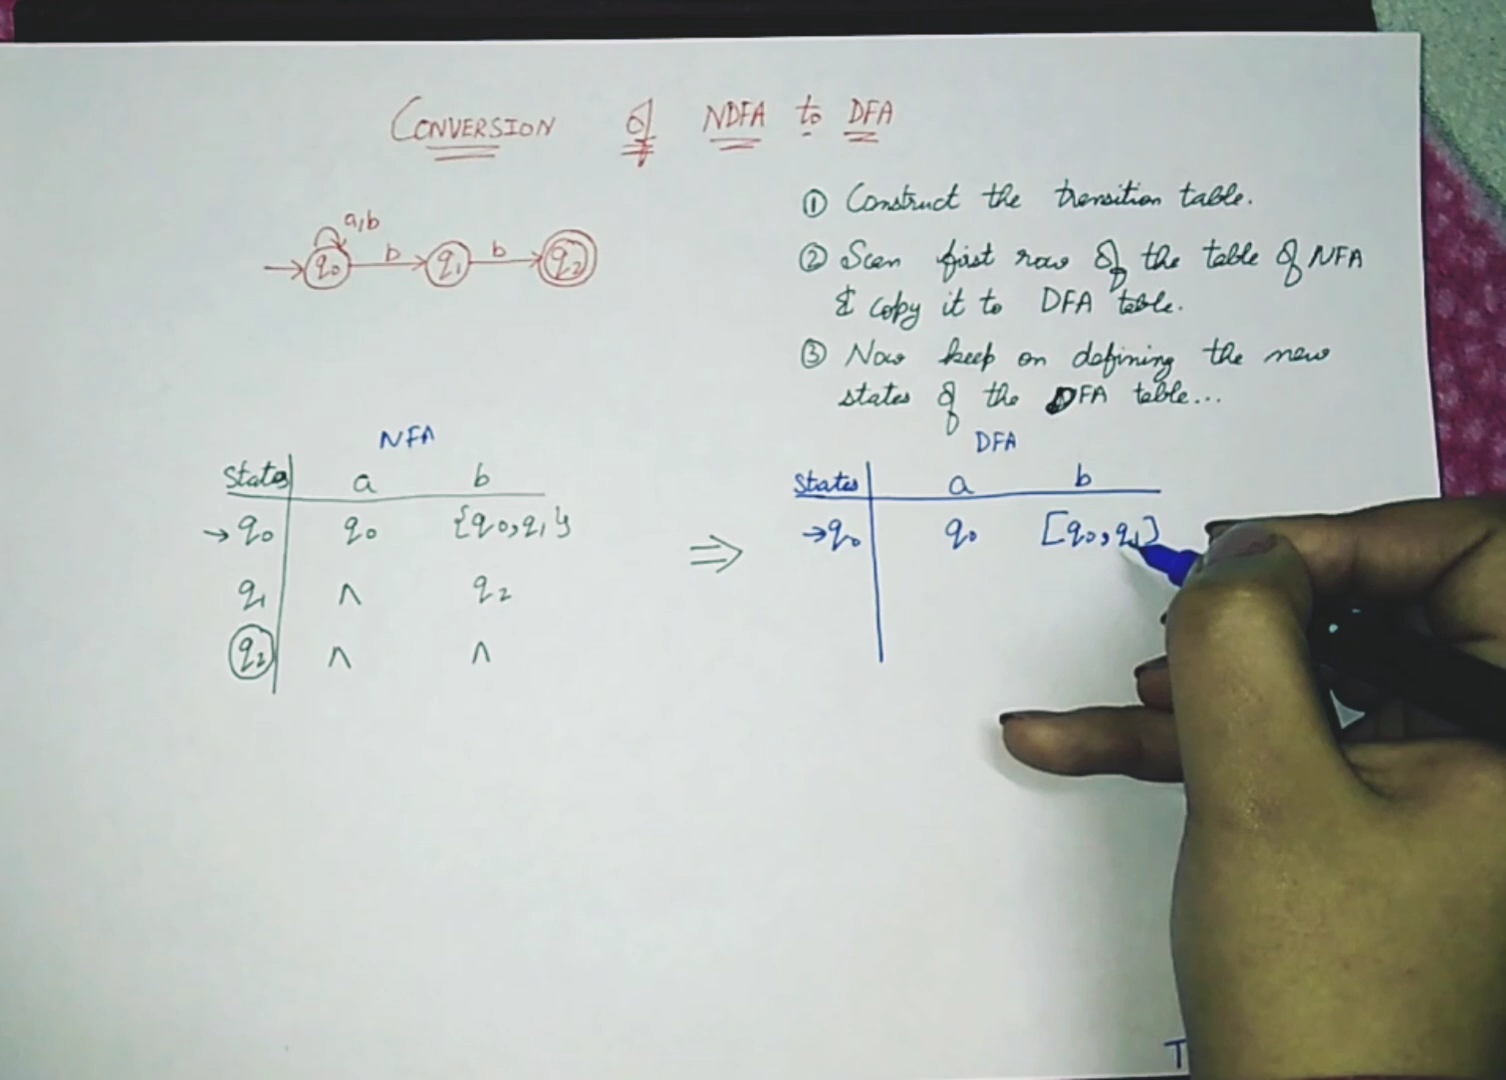 CONVERSION of NDFA to DFA
a,b
→ q₀ b → q₁ b → q₂
① Construct the transition table.
② Scan first row of the table of NFA
& copy it to DFA table.
③ Now keep on defining the new
states of the DFA table...
NFA
States a b
→q₀ q₀ {q₀,q₁}
q₁ ∧ q₂
q₂ ∧ ∧
⇒
DFA
States a b
→q₀ q₀ [q₀,q₁]
T